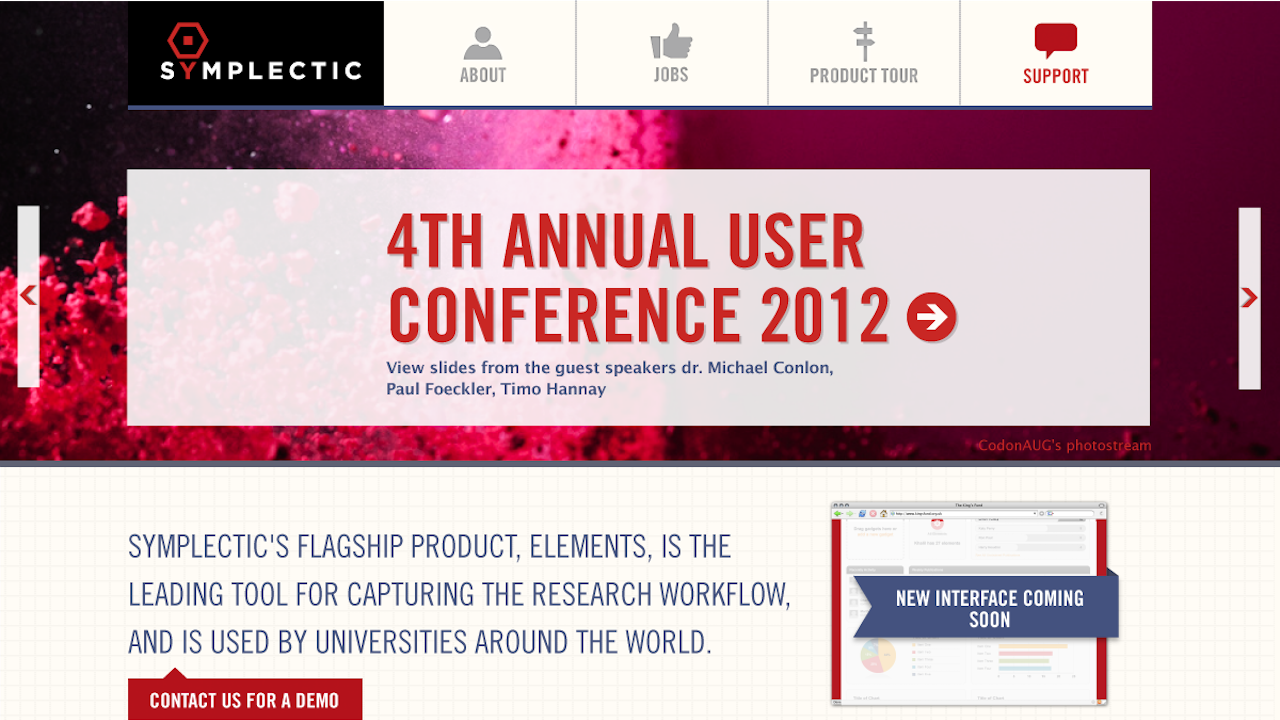 SYMPLECTIC
ABOUT
JOBS
PRODUCT TOUR
SUPPORT
4TH ANNUAL USER
CONFERENCE 2012
View slides from the guest speakers dr. Michael Conlon,
Paul Foeckler, Timo Hannay
CodonAUG's photostream
SYMPLECTIC'S FLAGSHIP PRODUCT, ELEMENTS, IS THE
LEADING TOOL FOR CAPTURING THE RESEARCH WORKFLOW,
AND IS USED BY UNIVERSITIES AROUND THE WORLD.
CONTACT US FOR A DEMO
NEW INTERFACE COMING
SOON